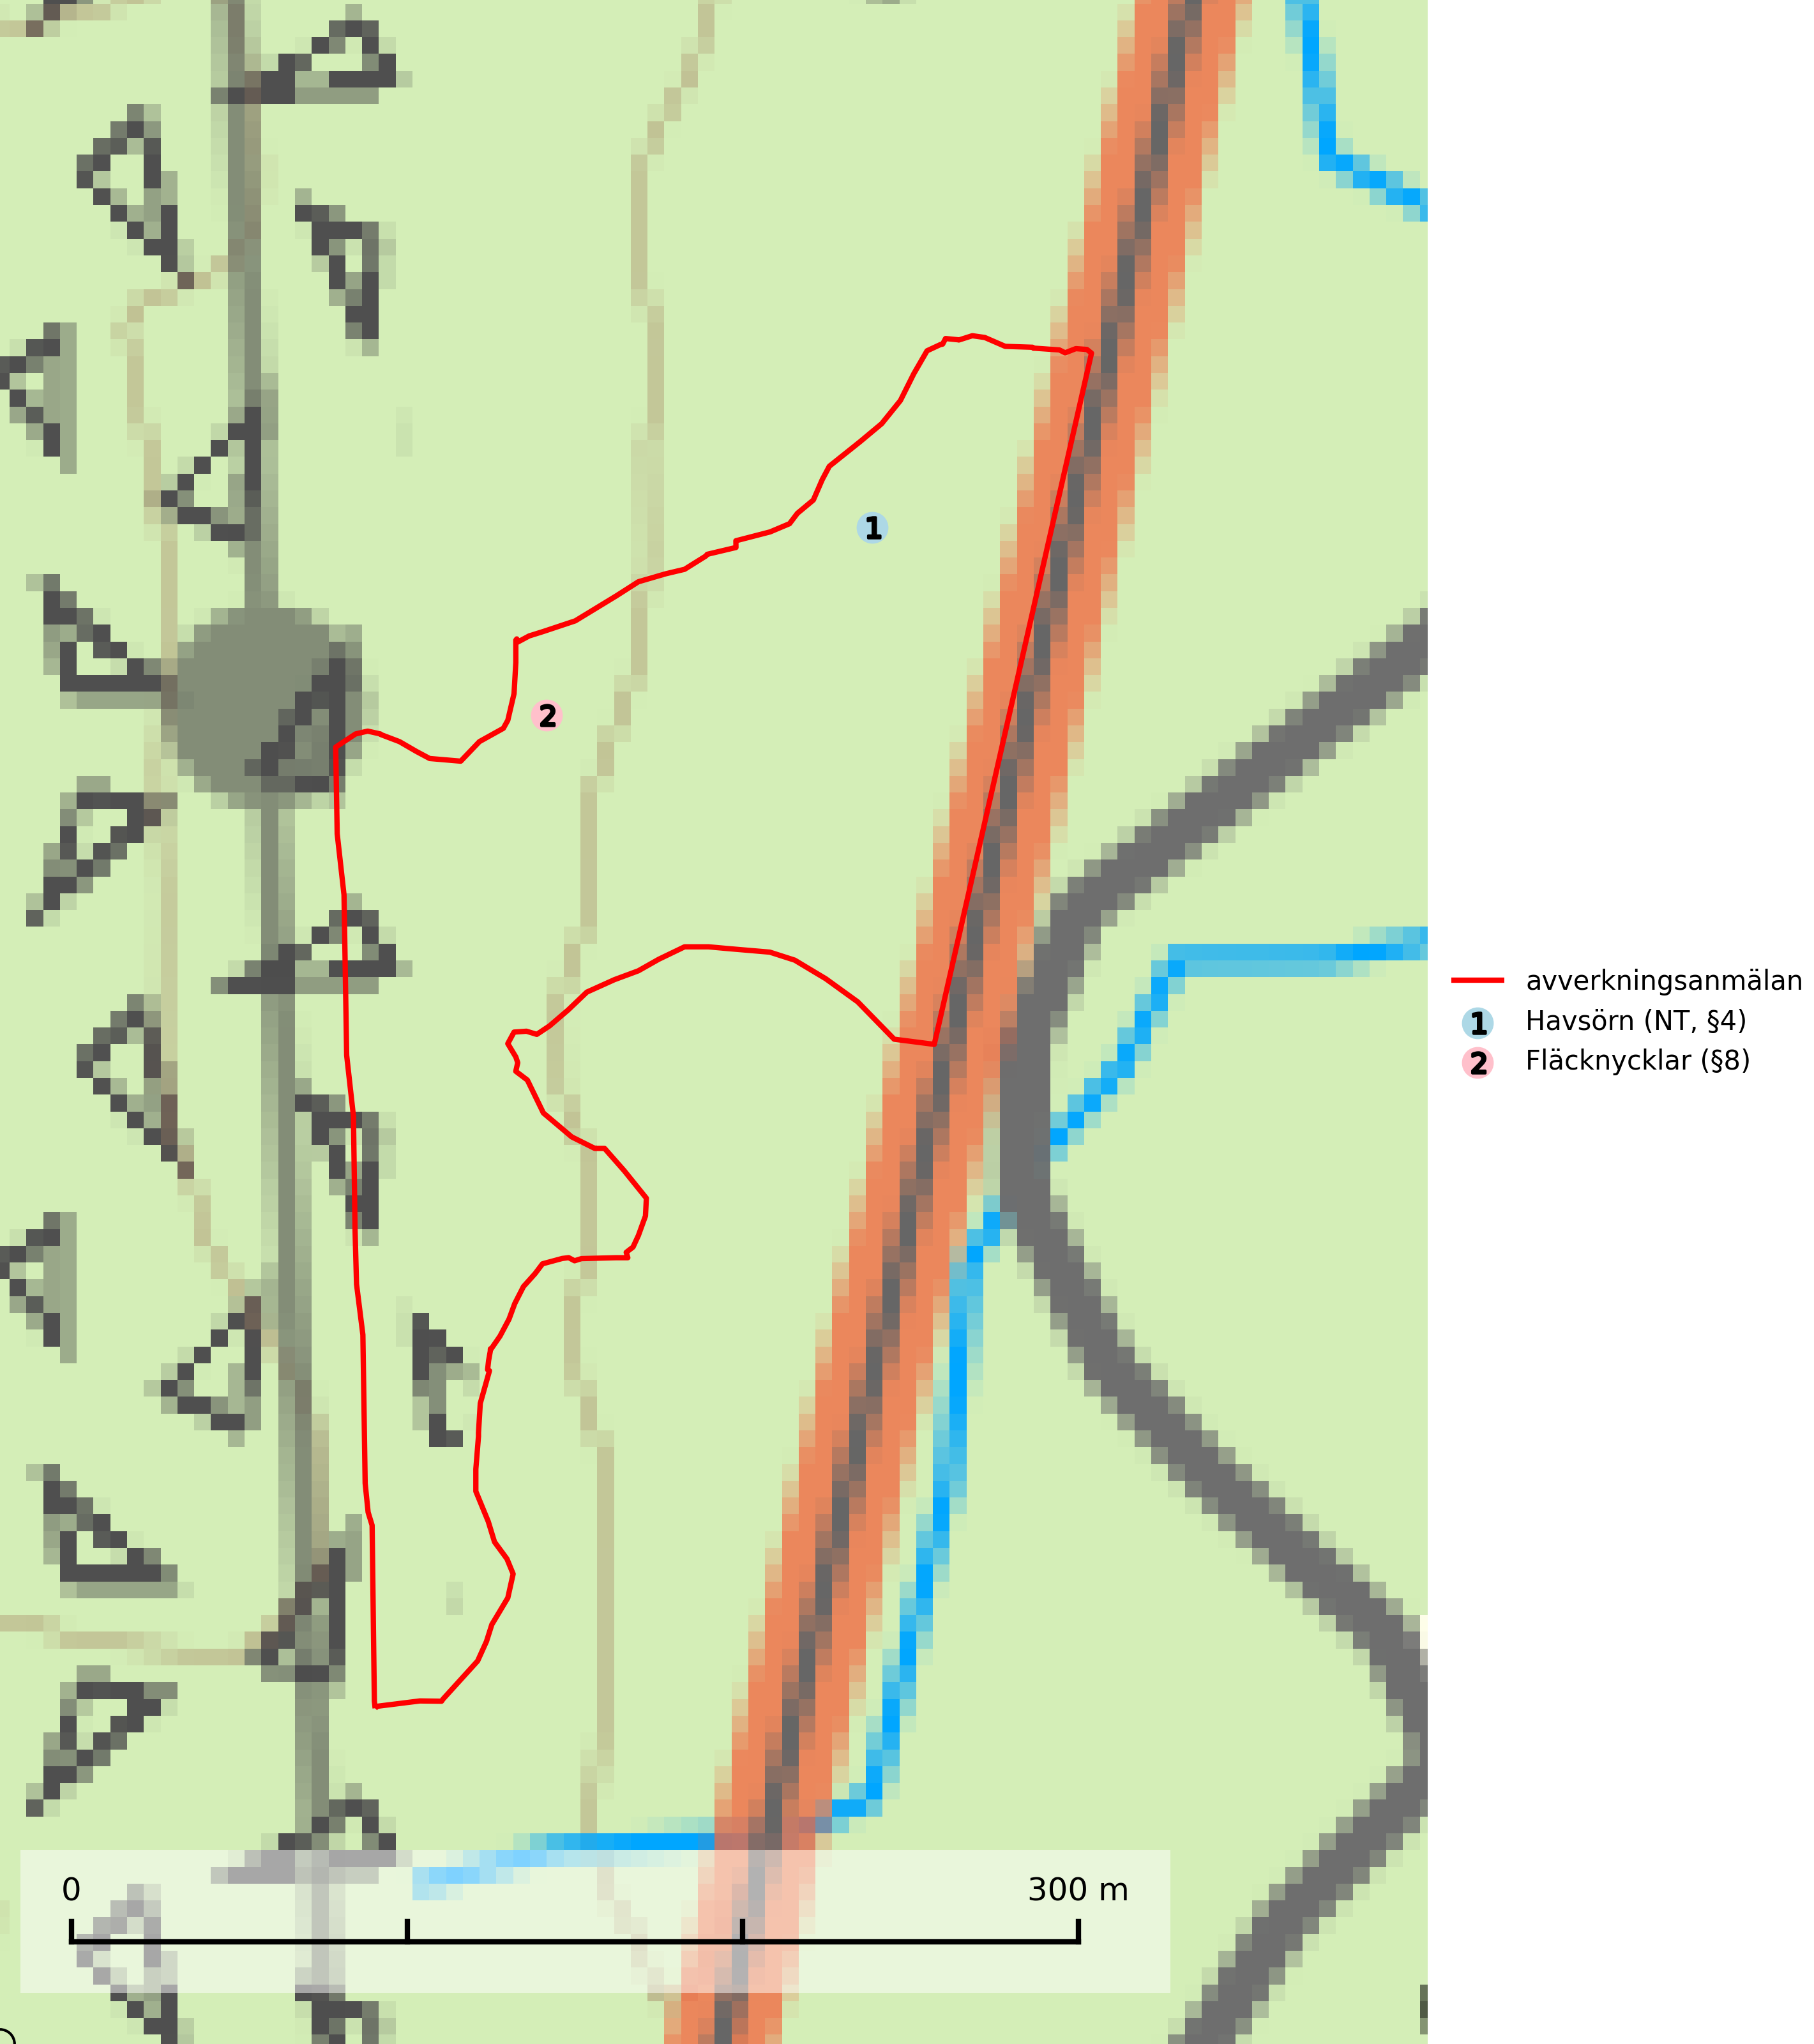 1
2
avverkningsanmälan
1 Havsörn (NT, §4)
2 Fläcknycklar (§8)
0 300 m